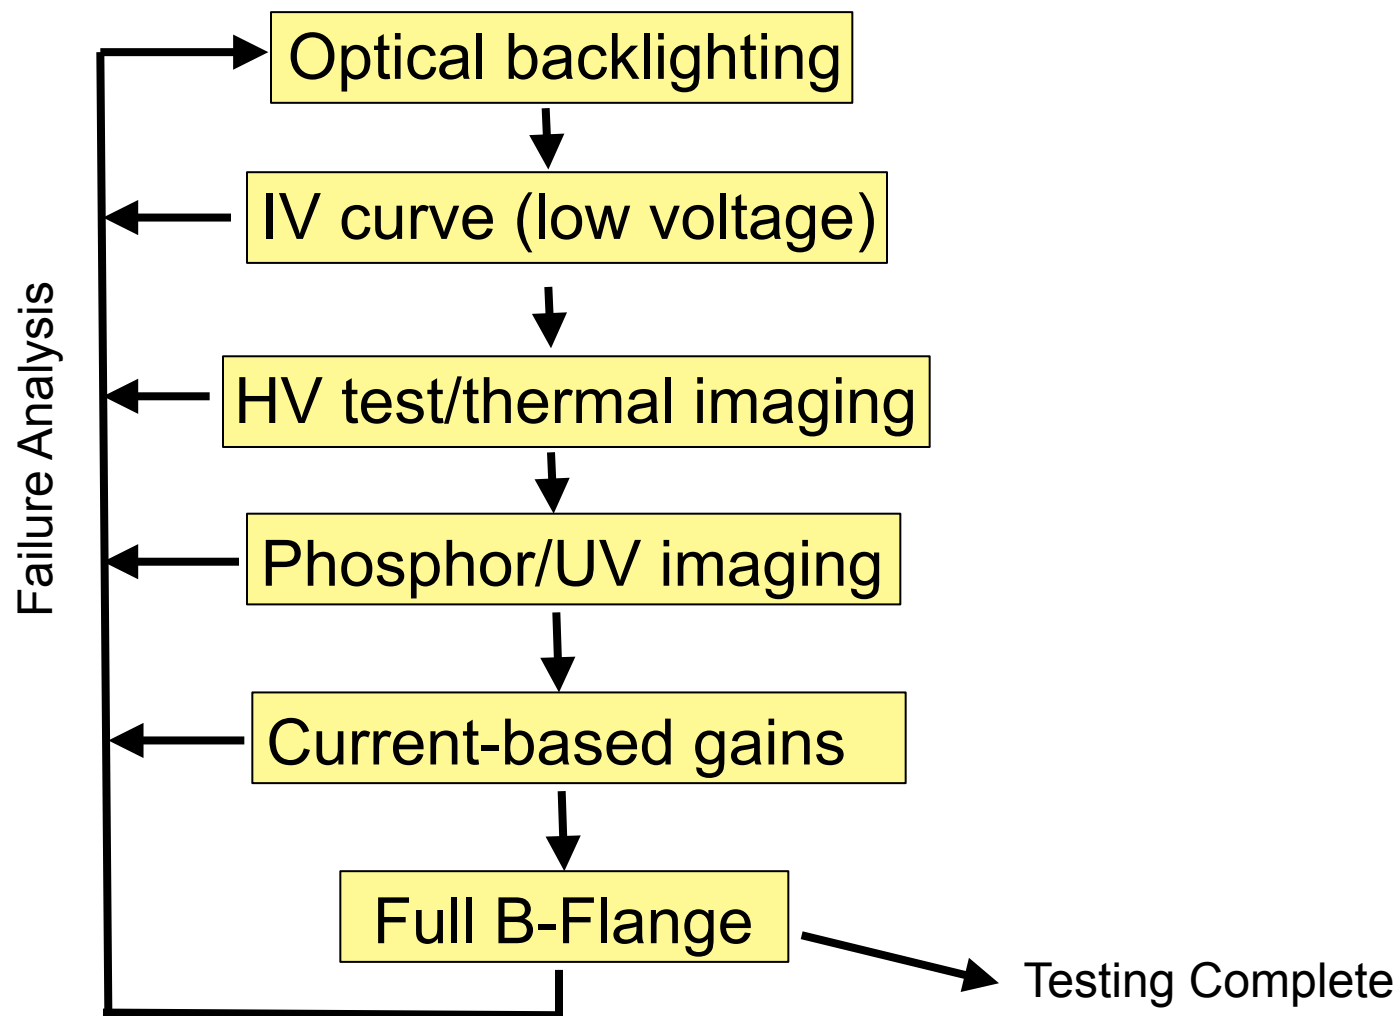 Optical backlighting
IV curve (low voltage)
HV test/thermal imaging
Phosphor/UV imaging
Current-based gains
Full B-Flange
Testing Complete
Failure Analysis